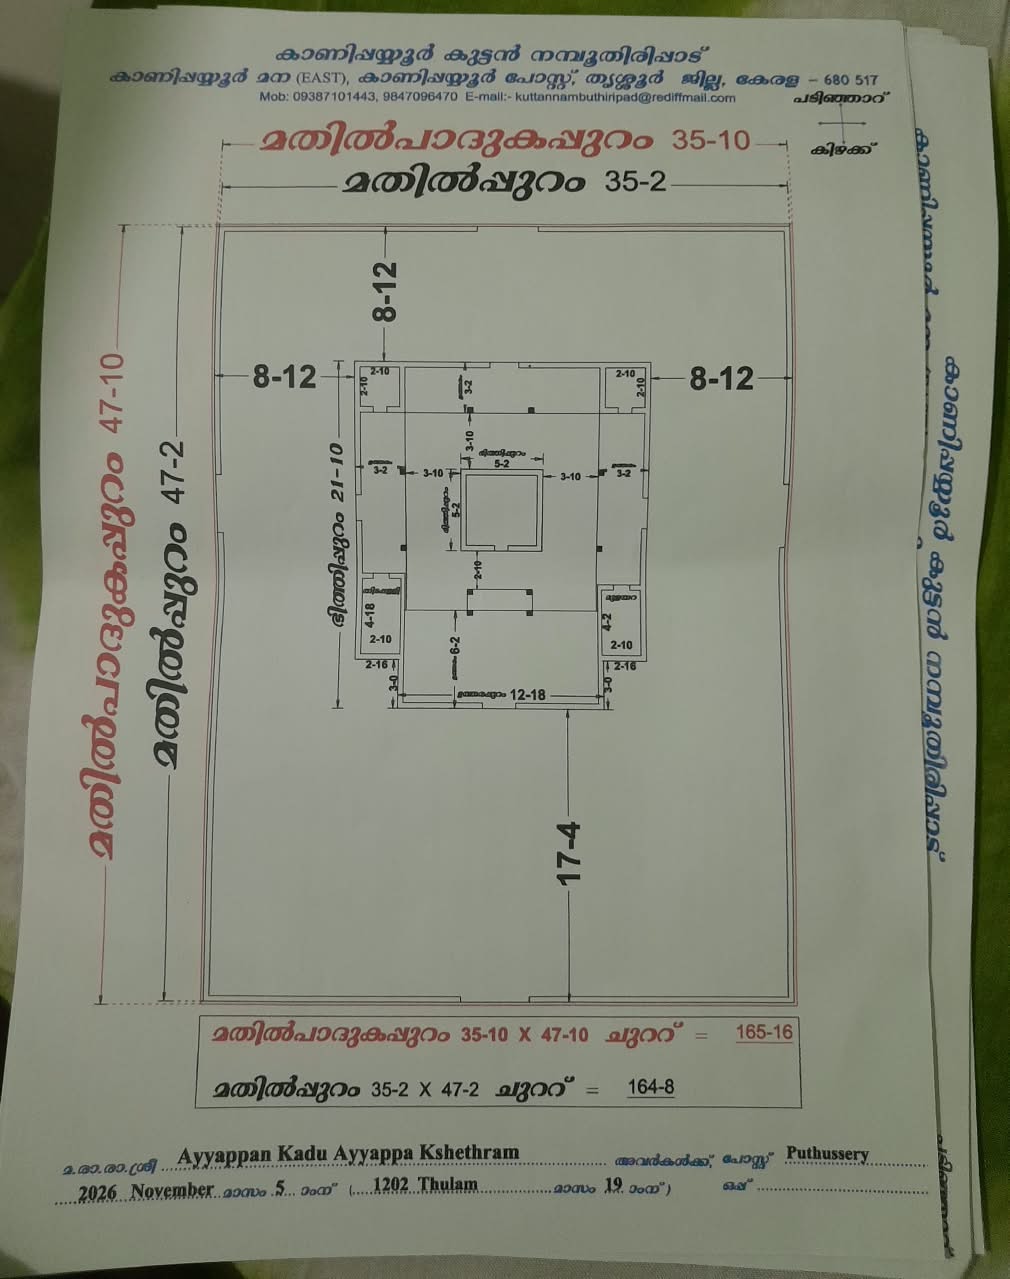 കാണിപ്പയ്യൂർ കുട്ടൻ നമ്പൂതിരിപ്പാട്
കാണിപ്പയ്യൂർ മന (EAST), കാണിപ്പയ്യൂർ പോസ്റ്റ്, തൃശ്ശൂർ ജില്ല, കേരള – 680 517
Mob: 09387101443, 9847096470 E-mail:- kuttannambuthiripad@rediffmail.com
പടിഞ്ഞാറ്
കിഴക്ക്
മതിൽപാദുകപ്പുറം 35-10
മതിൽപ്പുറം 35-2
മതിൽപാദുകപ്പുറം 47-10
മതിൽപ്പുറം 47-2
8-12
8-12
8-12
2-10
2-10
3-2
2-10
2-10
3-10
ഭിത്തിപ്പുറം
5-2
3-2
3-10
3-10
3-2
ഭിത്തിപ്പുറം 21-10
ഭിത്തിപ്പുറം
5-2
2-10
4-18
2-10
4-2
2-10
6-2
2-16
2-16
3-0
3-0
ഉത്തരപ്പുറം 12-18
17-4
മതിൽപാദുകപ്പുറം 35-10 X 47-10 ചുററ് = 165-16
മതിൽപ്പുറം 35-2 X 47-2 ചുററ് = 164-8
മ.രാ.രാ.ശ്രീ Ayyappan Kadu Ayyappa Kshethram അവർകൾക്ക്, പോസ്റ്റ് Puthussery
2026 November മാസം 5 ാംന് ( 1202 Thulam മാസം 19 ാംന് ) ഒപ്പ്
കാണിപ്പയ്യൂർ കുട്ടൻ നമ്പൂതിരിപ്പാട്